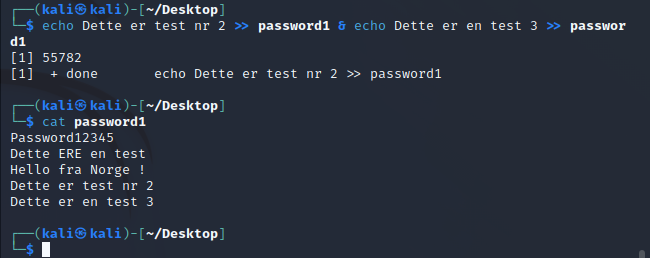 ┌──(kali㉿kali)-[~/Desktop]
└─$ echo Dette er test nr 2 >> password1 & echo Dette er en test 3 >> passwor
d1
[1] 55782
[1]  + done       echo Dette er test nr 2 >> password1
┌──(kali㉿kali)-[~/Desktop]
└─$ cat password1
Password12345
Dette ERE en test
Hello fra Norge !
Dette er test nr 2
Dette er en test 3
┌──(kali㉿kali)-[~/Desktop]
└─$